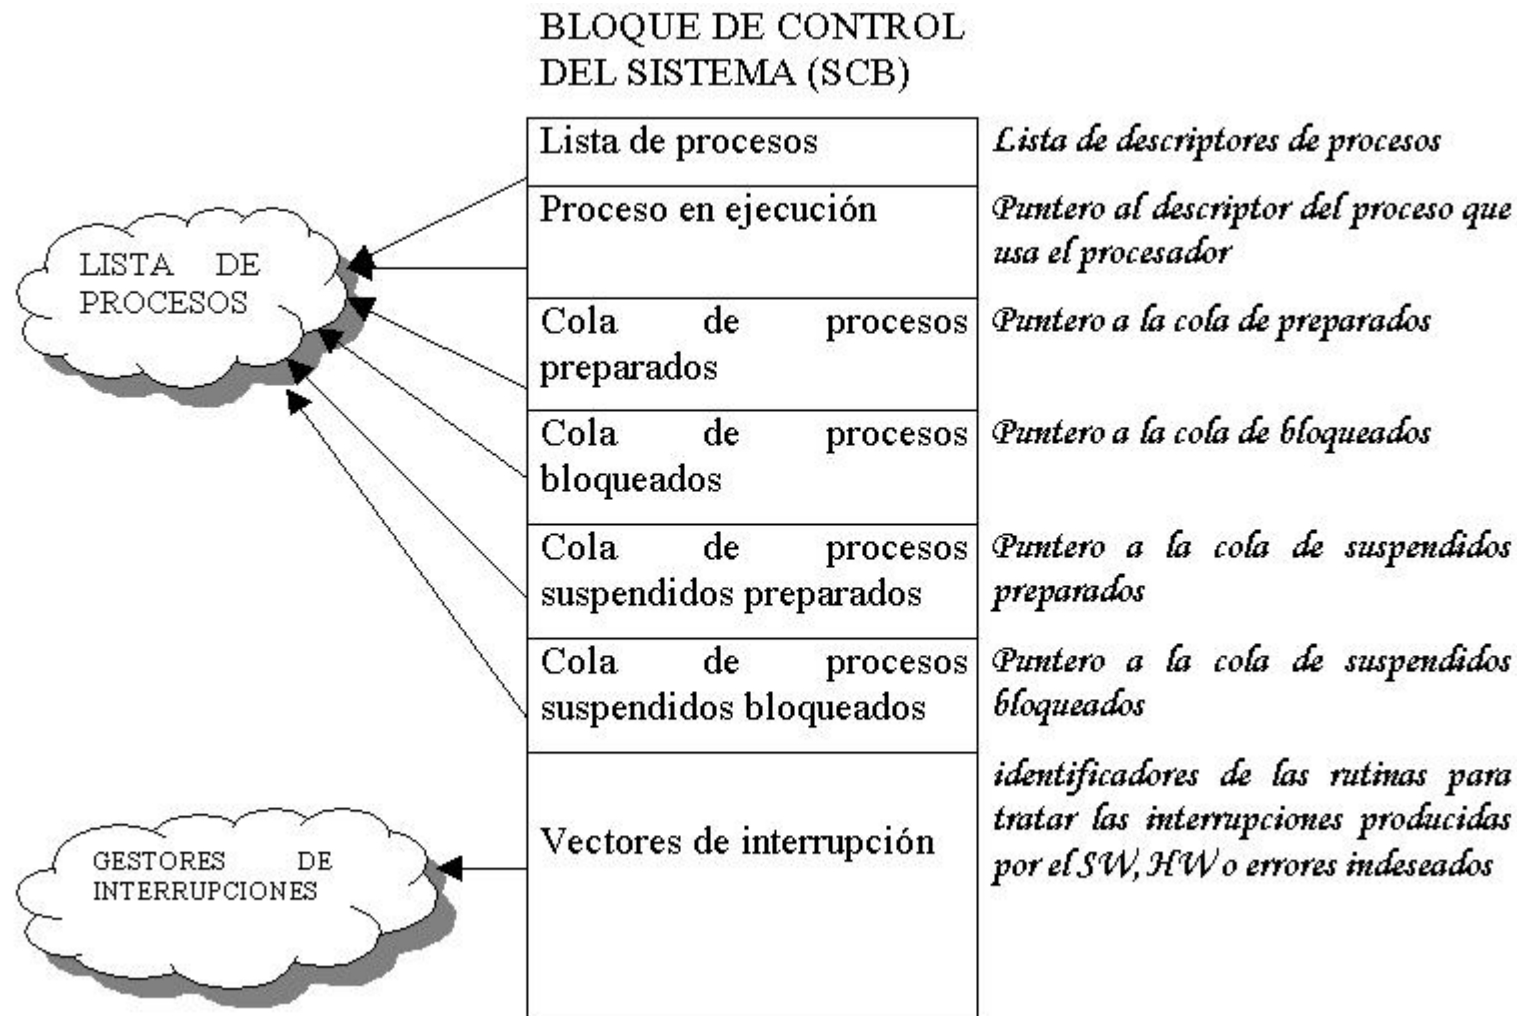 BLOQUE DE CONTROL
DEL SISTEMA (SCB)
Lista de procesos
Lista de descriptores de procesos
Proceso en ejecución
Puntero al descriptor del proceso que
usa el procesador
LISTA DE
PROCESOS
Cola de procesos
preparados
Puntero a la cola de preparados
Cola de procesos
bloqueados
Puntero a la cola de bloqueados
Cola de procesos
suspendidos preparados
Puntero a la cola de suspendidos
preparados
Cola de procesos
suspendidos bloqueados
Puntero a la cola de suspendidos
bloqueados
GESTORES DE
INTERRUPCIONES
Vectores de interrupción
identificadores de las rutinas para
tratar las interrupciones producidas
por el SW, HW o errores indeseados